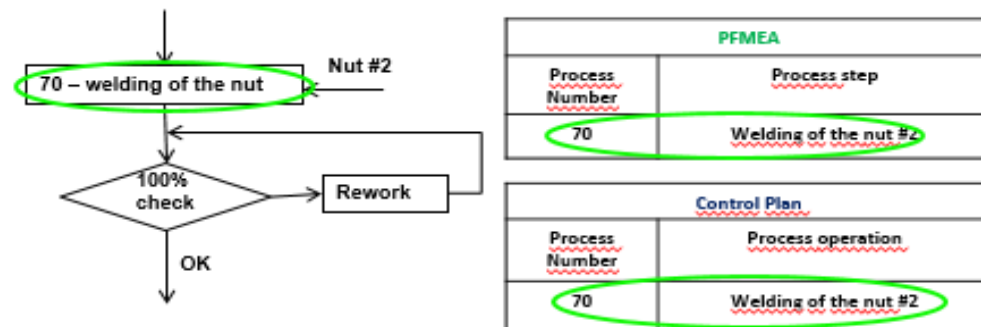 70 – welding of the nut
Nut #2
100%
check
Rework
OK
PFMEA
Process
Number
Process step
70
Welding of the nut #2
Control Plan
Process
Number
Process operation
70
Welding of the nut #2